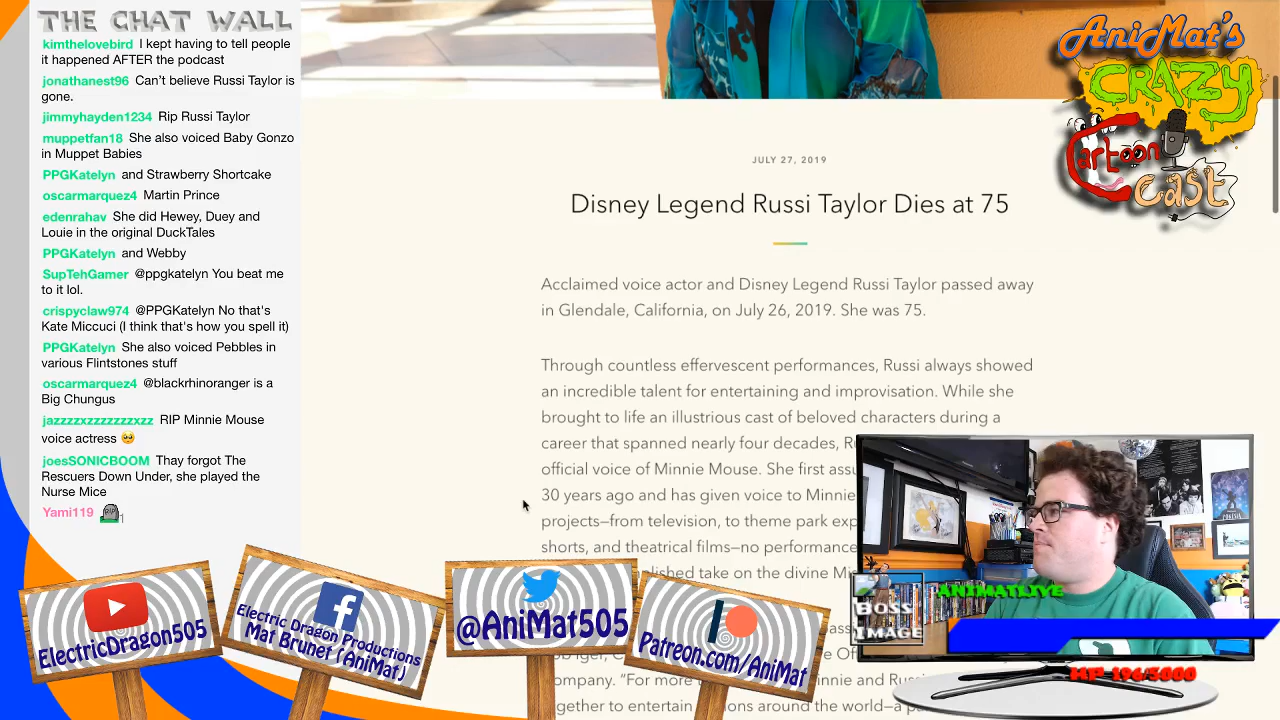 THE CHAT WALL
kimthelovebird I kept having to tell people
it happened AFTER the podcast
jonathanest96 Can't believe Russi Taylor is
gone.
jimmyhayden1234 Rip Russi Taylor
muppetfan18 She also voiced Baby Gonzo
in Muppet Babies
PPGKatelyn and Strawberry Shortcake
oscarmarquez4 Martin Prince
edenrahav She did Hewey, Duey and
Louie in the original DuckTales
PPGKatelyn and Webby
SupTehGamer @ppgkatelyn You beat me
to it lol.
crispyclaw974 @PPGKatelyn No that's
Kate Miccuci (I think that's how you spell it)
PPGKatelyn She also voiced Pebbles in
various Flintstones stuff
oscarmarquez4 @blackrhinoranger is a
Big Chungus
jazzzzxzzzzzzzxzz RIP Minnie Mouse
voice actress 🥺
joesSONICBOOM Thay forgot The
Rescuers Down Under, she played the
Nurse Mice
Yami119
1
JULY 27, 2019
Disney Legend Russi Taylor Dies at 75
Acclaimed voice actor and Disney Legend Russi Taylor passed away
in Glendale, California, on July 26, 2019. She was 75.
Through countless effervescent performances, Russi always showed
an incredible talent for entertaining and improvisation. While she
brought to life an illustrious cast of beloved characters during a
career that spanned nearly four decades,
official voice of Minnie Mouse. She first
30 years ago and has given voice to Minnie
projects—from television, to theme park
shorts, and theatrical films—no performance
take on the divine
company. "For more
to entertain
around the world—a
AniMat's
CRAZY
Cartoon
Cast
ElectricDragon505
Electric Dragon Productions
Mat Brunet (AniMat)
@AniMat505
Patreon.com/AniMat
BOSS
IMAGE
ANIMATLIVE
HP 196/5000